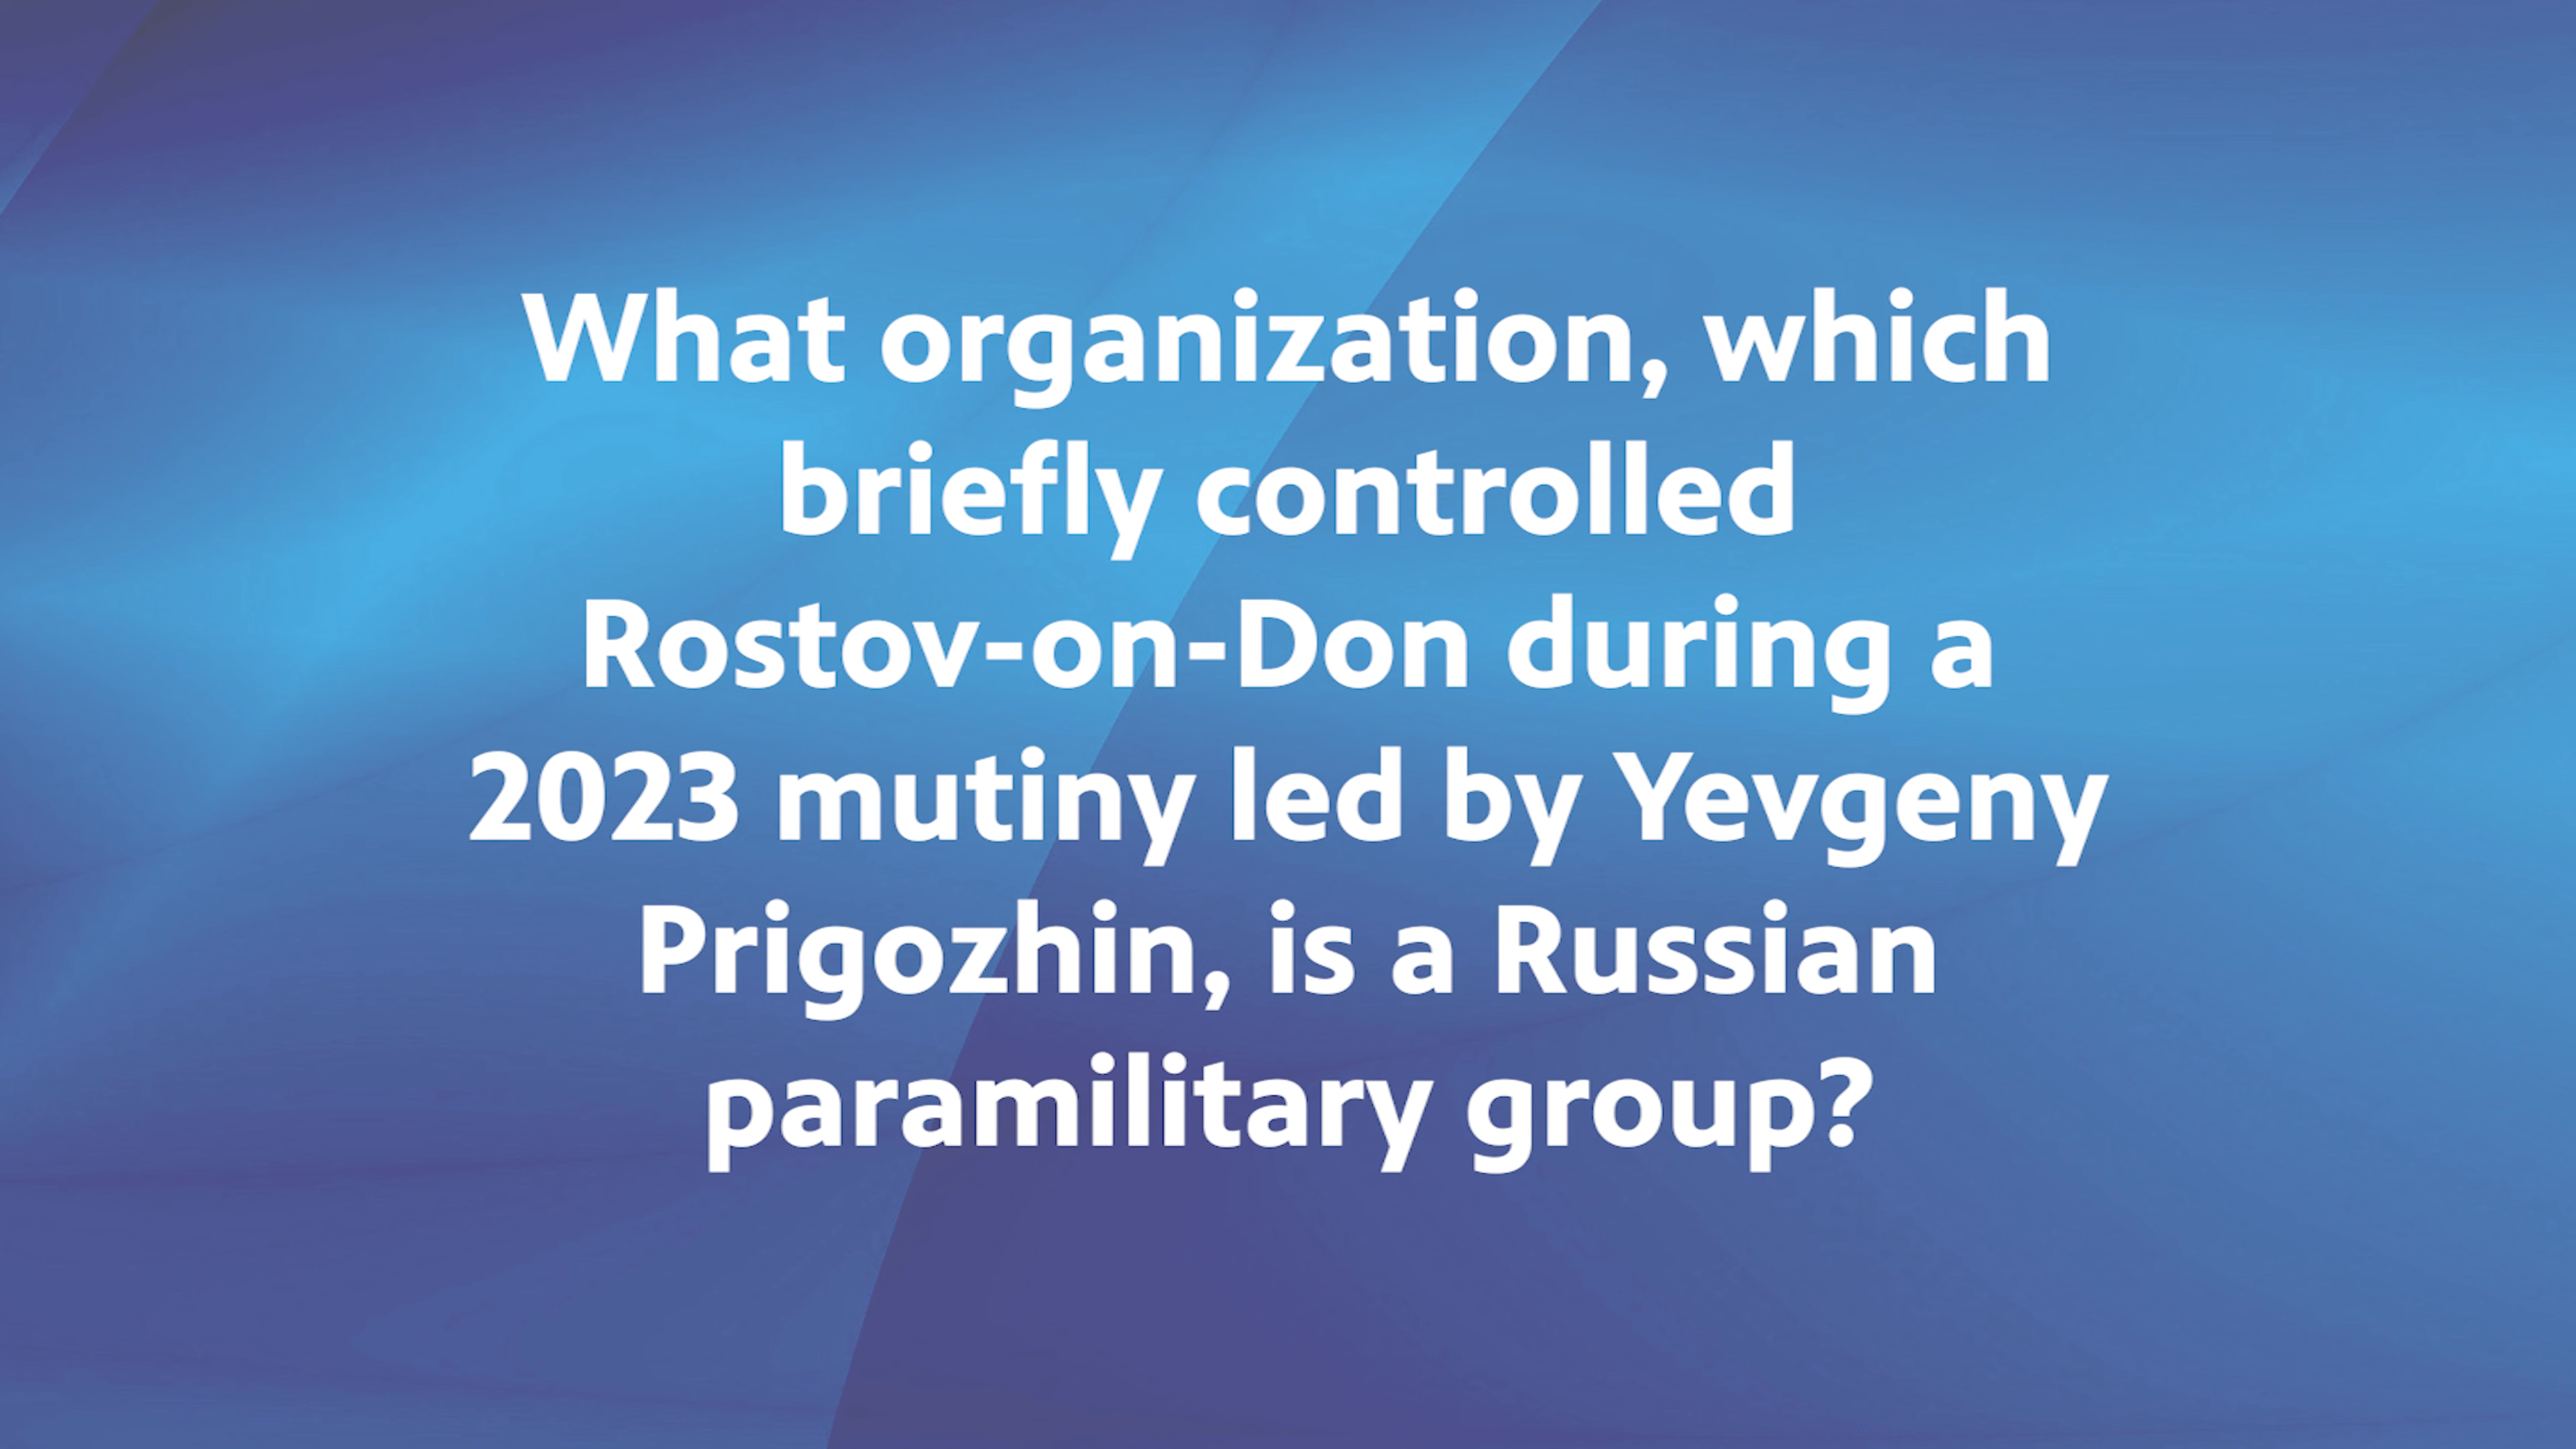 What organization, which
briefly controlled
Rostov-on-Don during a
2023 mutiny led by Yevgeny
Prigozhin, is a Russian
paramilitary group?